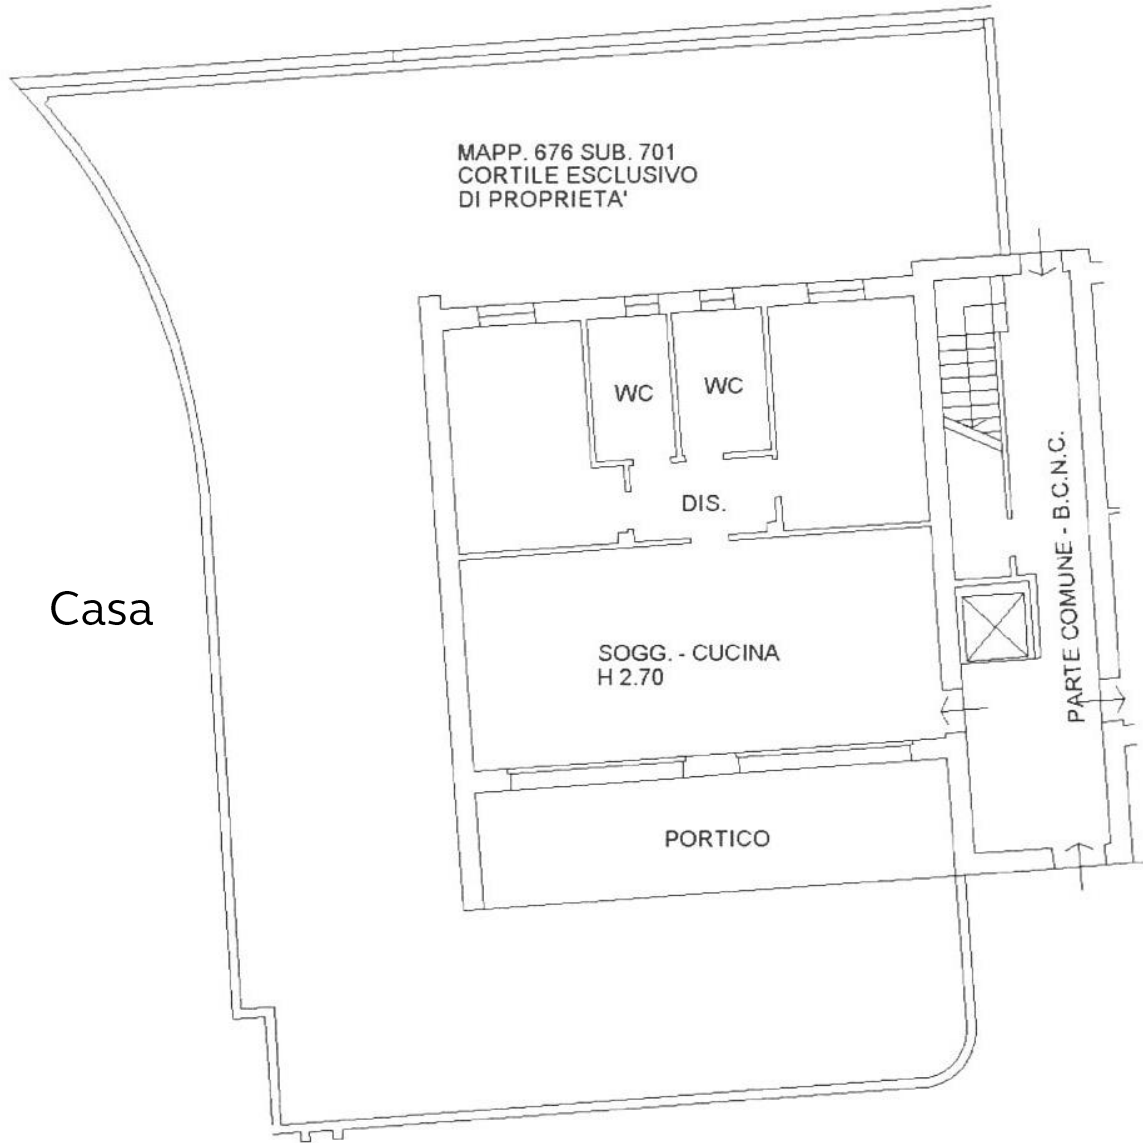 MAPP. 676 SUB. 701
CORTILE ESCLUSIVO
DI PROPRIETA'
WC
WC
DIS.
PARTE COMUNE - B.C.N.C.
Casa
SOGG. - CUCINA
H 2.70
PORTICO